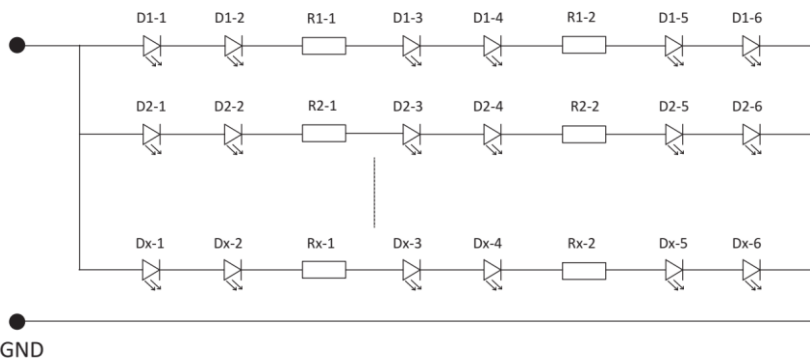 D1-1 D1-2 R1-1 D1-3 D1-4 R1-2 D1-5 D1-6
D2-1 D2-2 R2-1 D2-3 D2-4 R2-2 D2-5 D2-6
Dx-1 Dx-2 Rx-1 Dx-3 Dx-4 Rx-2 Dx-5 Dx-6
GND